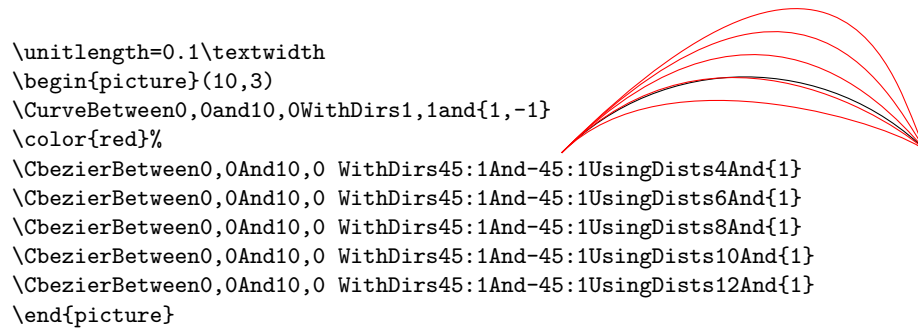 \unitlength=0.1\textwidth
\begin{picture}(10,3)
\CurveBetween0,0and10,0WithDirs1,1and{1,-1}
\color{red}%
\CbezierBetween0,0And10,0 WithDirs45:1And-45:1UsingDists4And{1}
\CbezierBetween0,0And10,0 WithDirs45:1And-45:1UsingDists6And{1}
\CbezierBetween0,0And10,0 WithDirs45:1And-45:1UsingDists8And{1}
\CbezierBetween0,0And10,0 WithDirs45:1And-45:1UsingDists10And{1}
\CbezierBetween0,0And10,0 WithDirs45:1And-45:1UsingDists12And{1}
\end{picture}